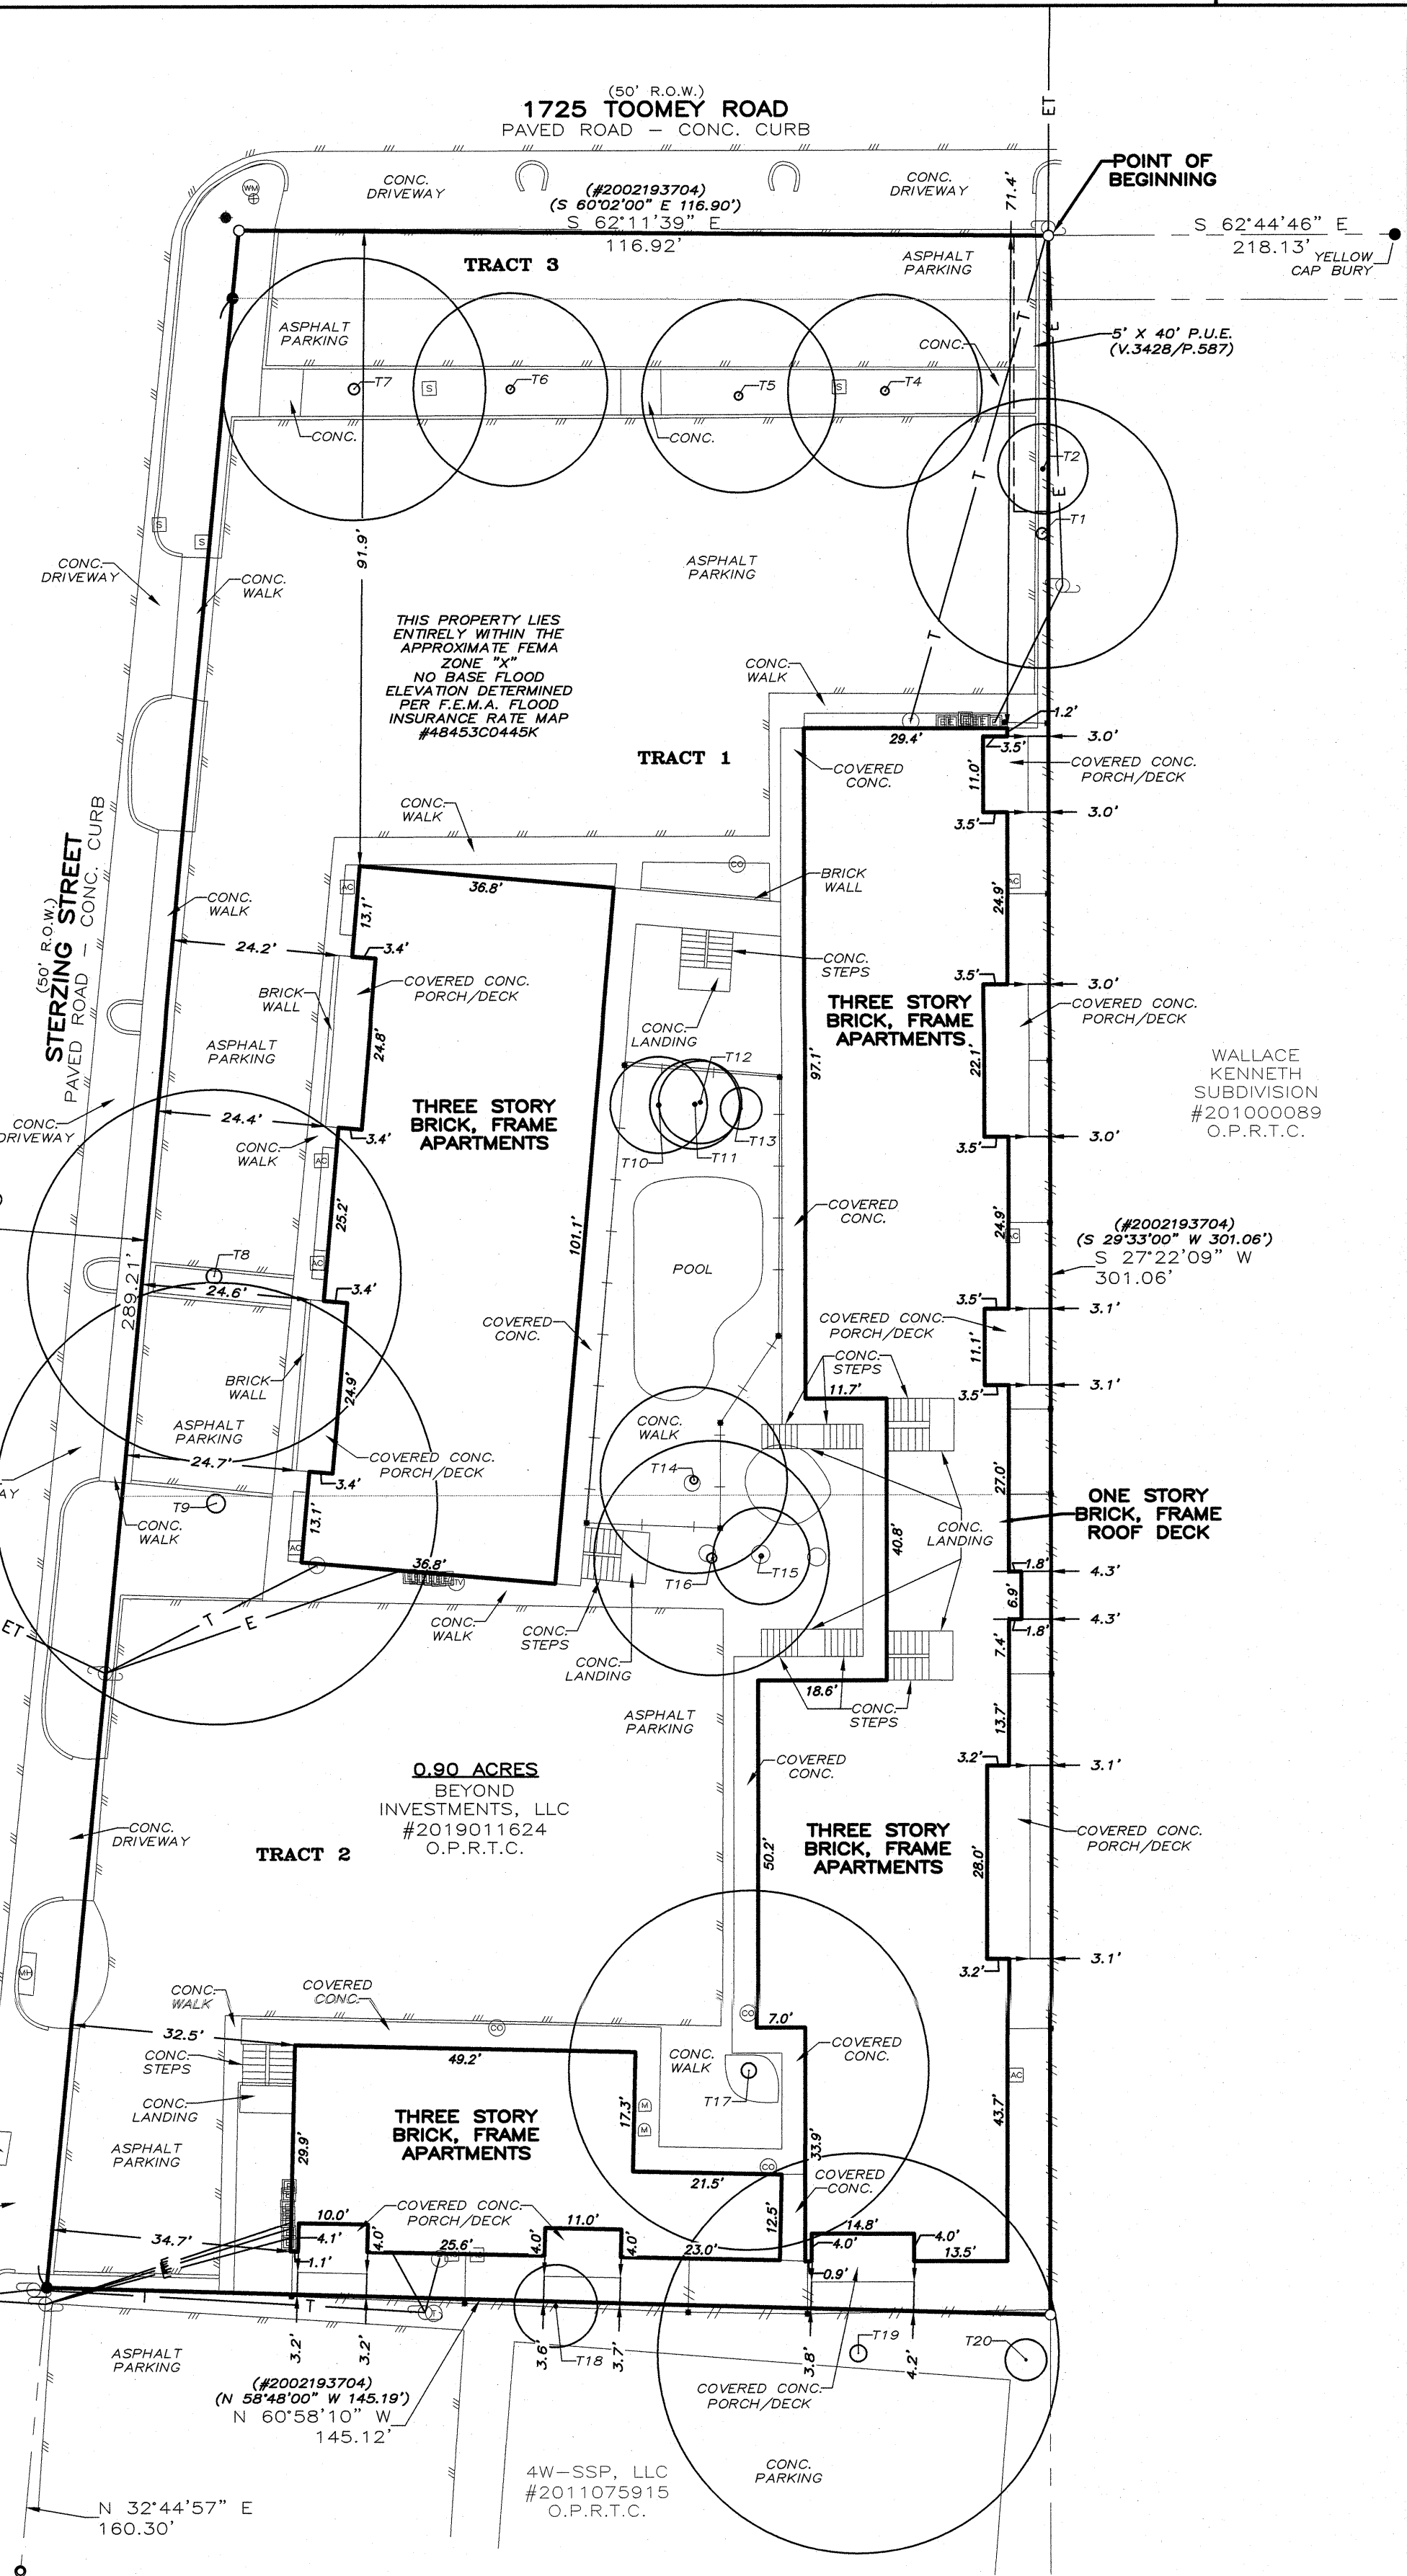 (50' R.O.W.)
1725 TOOMEY ROAD
PAVED ROAD - CONC. CURB
ET
POINT OF
BEGINNING
CONC.
DRIVEWAY
(#2002193704)
(S 60°02'00" E 116.90')
S 62°11'39" E
116.92'
CONC.
DRIVEWAY
71.4'
WM
S 62°44'46" E
218.13'
YELLOW
CAP BURY
TRACT 3
ASPHALT
PARKING
ASPHALT
PARKING
T
E
5' X 40' P.U.E.
(V.3428/P.587)
CONC.
T7
S
T6
T5
S
T4
CONC.
CONC.
T2
T
E
T1
S
S
91.9'
CONC.
DRIVEWAY
CONC.
WALK
ASPHALT
PARKING
THIS PROPERTY LIES
ENTIRELY WITHIN THE
APPROXIMATE FEMA
ZONE "X"
NO BASE FLOOD
ELEVATION DETERMINED
PER F.E.M.A. FLOOD
INSURANCE RATE MAP
#48453C0445K
T
CONC.
WALK
TRACT 1
29.4'
1.2'
3.5'
3.0'
COVERED
CONC.
11.0'
COVERED CONC.
PORCH/DECK
3.5'
3.0'
CONC.
WALK
(50' R.O.W.)
STERZING STREET
PAVED ROAD - CONC. CURB
CO
BRICK
WALL
AC
36.8'
13.1'
AC
24.9'
CONC.
WALK
24.2'
3.4'
COVERED CONC.
PORCH/DECK
BRICK
WALL
CONC.
STEPS
3.5'
3.0'
COVERED CONC.
PORCH/DECK
THREE STORY
BRICK, FRAME
APARTMENTS
CONC.
LANDING
ASPHALT
PARKING
24.8'
97.1'
22.1'
T12
WALLACE
KENNETH
SUBDIVISION
#201000089
O.P.R.T.C.
THREE STORY
BRICK, FRAME
APARTMENTS
24.4'
CONC.
DRIVEWAY
CONC.
WALK
3.4'
T13
T10
T11
3.5'
3.0'
AC
25.2'
COVERED
CONC.
24.9'
AC
(#2002193704)
(S 29°33'00" W 301.06')
S 27°22'09" W
301.06'
101.1'
T8
AC
POOL
289.21'
24.6'
3.4'
3.5'
3.1'
COVERED
CONC.
COVERED CONC.
PORCH/DECK
11.1'
CONC.
STEPS
BRICK
WALL
24.9'
11.7'
3.5'
3.1'
ASPHALT
PARKING
CONC.
WALK
24.7'
COVERED CONC.
PORCH/DECK
3.4'
T14
27.0'
AY
T9
CONC.
WALK
13.1'
ONE STORY
BRICK, FRAME
ROOF DECK
CONC.
LANDING
40.8'
AC
36.8'
T16
T15
1.8'
4.3'
6.9'
4.3'
1.8'
ET
T
E
CONC.
WALK
CONC.
STEPS
CONC.
LANDING
7.4'
18.6'
CONC.
STEPS
13.7'
ASPHALT
PARKING
COVERED
CONC.
3.2'
3.1'
0.90 ACRES
BEYOND
INVESTMENTS, LLC
#2019011624
O.P.R.T.C.
CONC.
DRIVEWAY
TRACT 2
THREE STORY
BRICK, FRAME
APARTMENTS
50.2'
28.0'
COVERED CONC.
PORCH/DECK
3.2'
3.1'
MH
CONC.
WALK
COVERED
CONC.
CO
CO
7.0'
32.5'
CONC.
STEPS
49.2'
CONC.
WALK
COVERED
CONC.
AC
T17
CONC.
LANDING
17.3'
M
M
43.7'
THREE STORY
BRICK, FRAME
APARTMENTS
ASPHALT
PARKING
29.9'
33.9'
CO
21.5'
COVERED
CONC.
10.0'
COVERED CONC.
PORCH/DECK
11.0'
12.5'
14.8'
34.7'
4.1'
4.0'
25.6'
4.0'
4.0'
23.0'
4.0'
4.0'
13.5'
1.1'
0.9'
E
T
T
3.2'
3.2'
3.6'
T18
3.7'
3.8'
T19
4.2'
T20
ASPHALT
PARKING
(#2002193704)
(N 58°48'00" W 145.19')
N 60°58'10" W
145.12'
COVERED CONC.
PORCH/DECK
4W-SSP, LLC
#2011075915
O.P.R.T.C.
CONC.
PARKING
N 32°44'57" E
160.30'